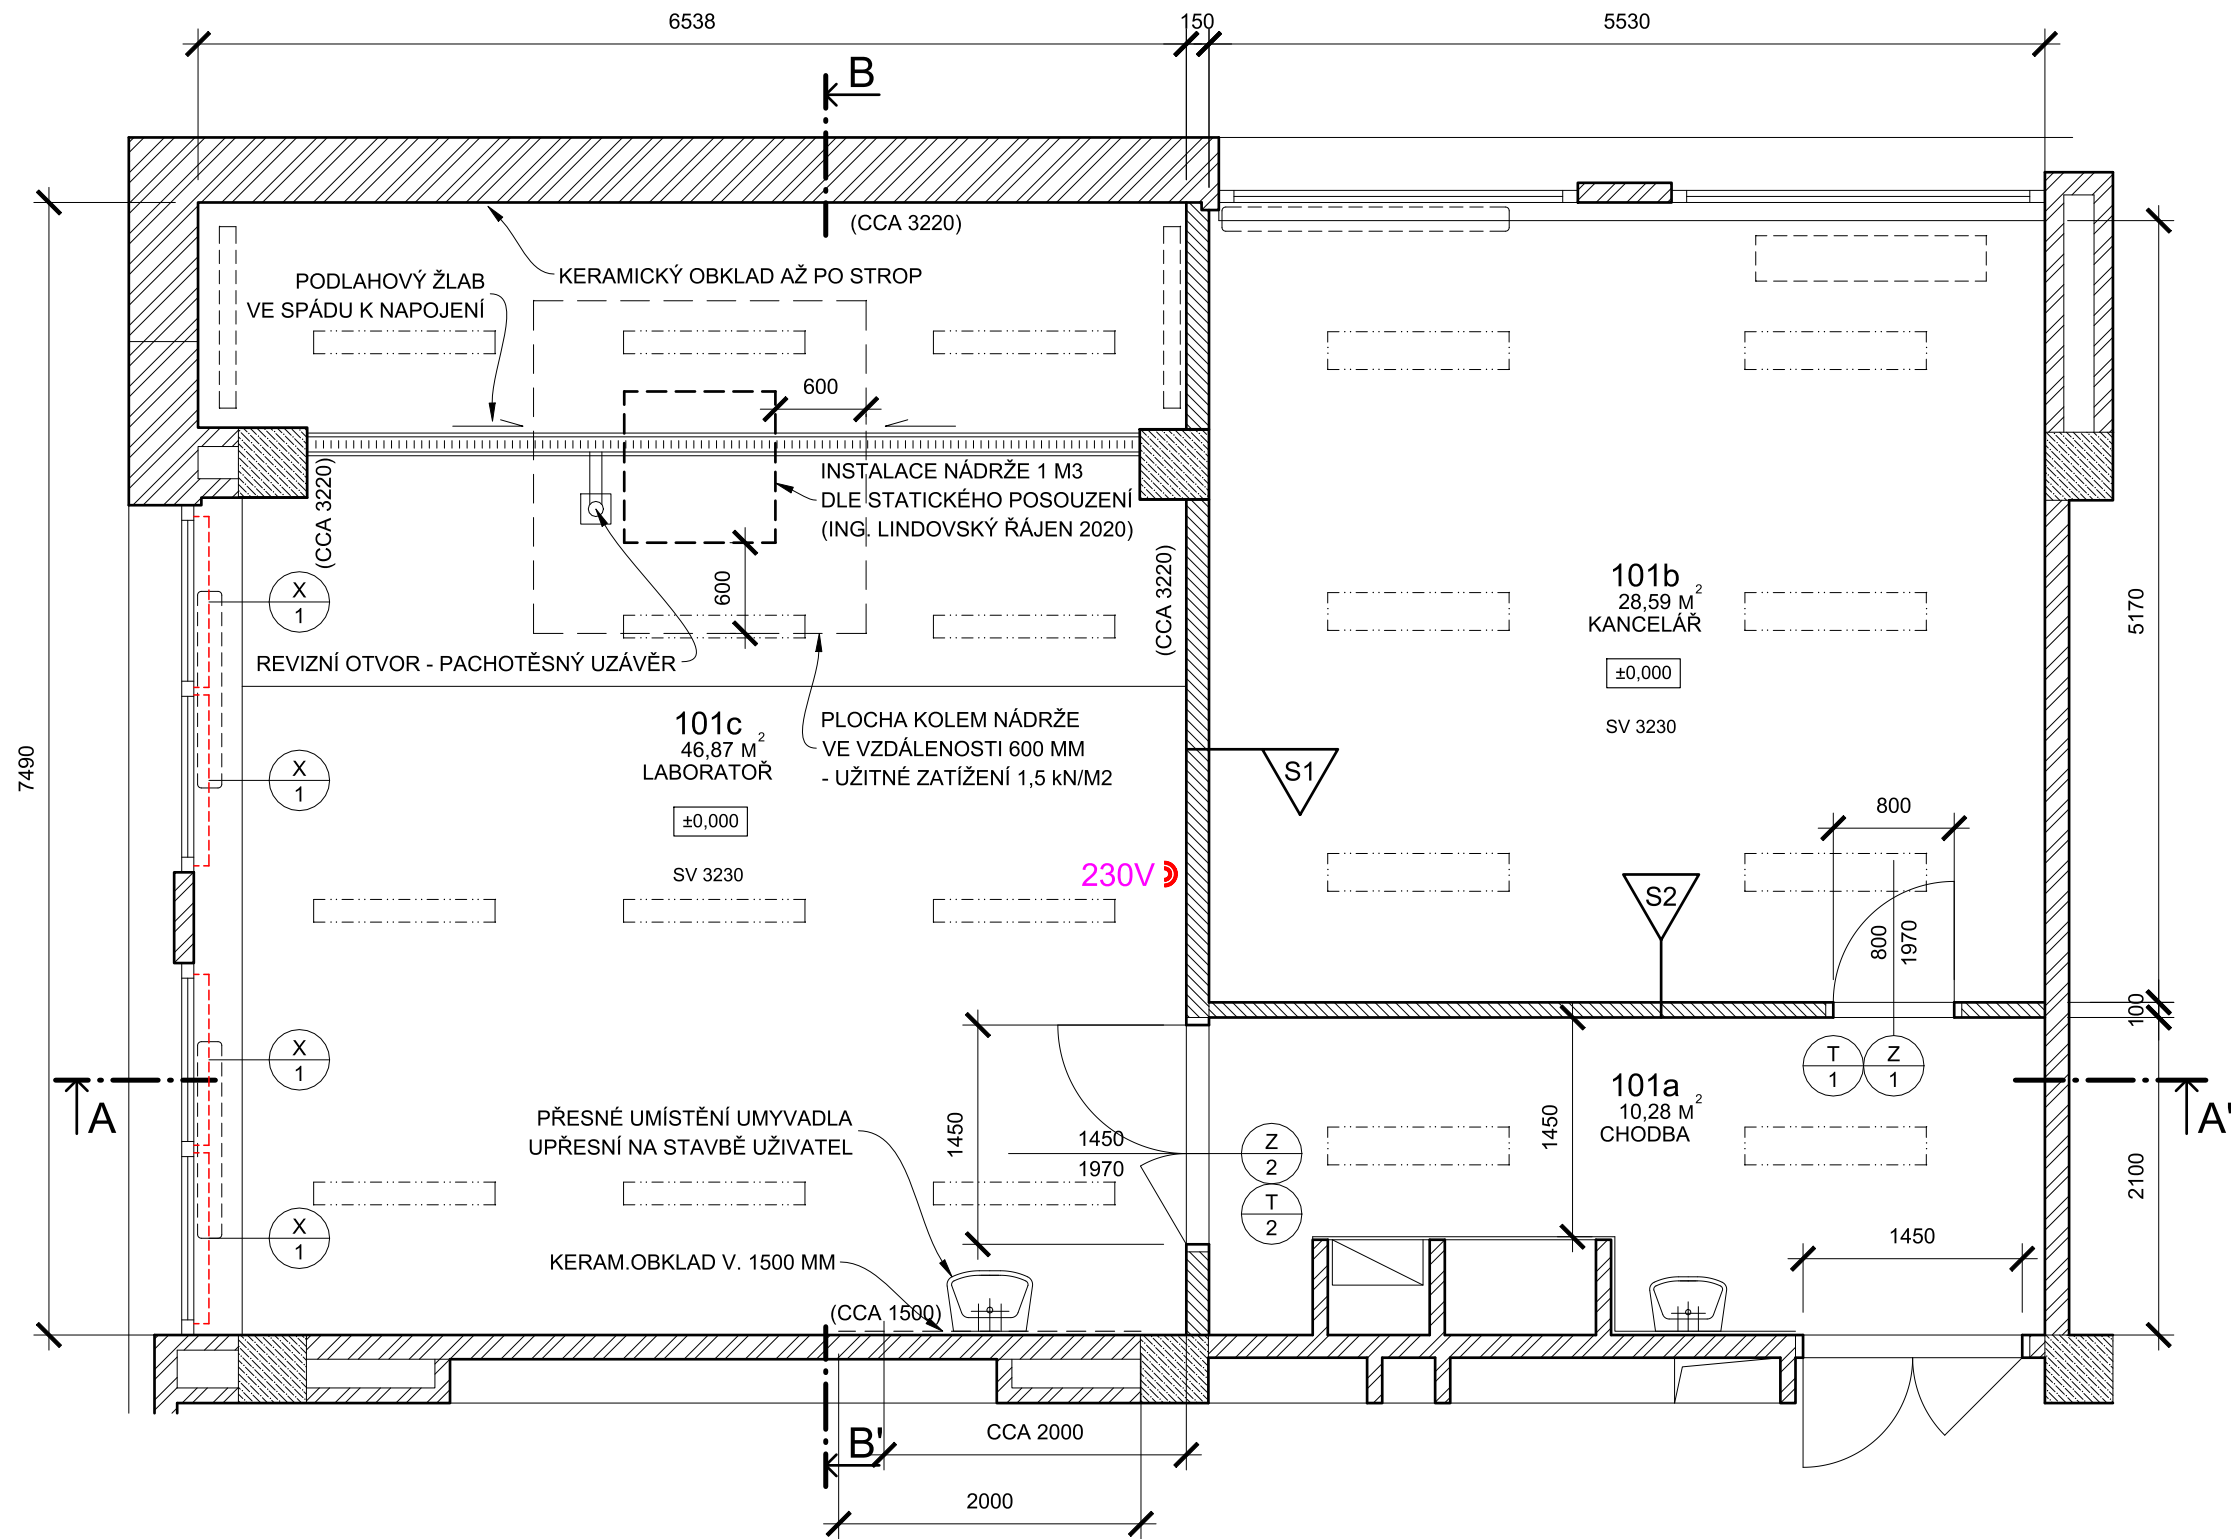 6538
150
5530
B
(CCA 3220)
PODLAHOVÝ ŽLAB
VE SPÁDU K NAPOJENÍ
KERAMICKÝ OBKLAD AŽ PO STROP
600
(CCA 3220)
INSTALACE NÁDRŽE 1 M3
DLE STATICKÉHO POSOUZENÍ
(ING. LINDOVSKÝ ŘÁJEN 2020)
600
(CCA 3220)
X
1
REVIZNÍ OTVOR - PACHOTĚSNÝ UZÁVĚR
101b
28,59 M²
KANCELÁŘ
±0,000
SV 3230
5170
7490
X
1
101c
46,87 M²
LABORATOŘ
±0,000
SV 3230
PLOCHA KOLEM NÁDRŽE
VE VZDÁLENOSTI 600 MM
- UŽITNÉ ZATÍŽENÍ 1,5 kN/M2
S1
800
230V
S2
800
1970
100
X
1
A
PŘESNÉ UMÍSTĚNÍ UMYVADLA
UPŘESNÍ NA STAVBĚ UŽIVATEL
1450
1450
1970
Z
2
T
2
1450
101a
10,28 M²
CHODBA
T
1
Z
1
A'
2100
X
1
KERAM.OBKLAD V. 1500 MM
(CCA 1500)
1450
B'
CCA 2000
2000